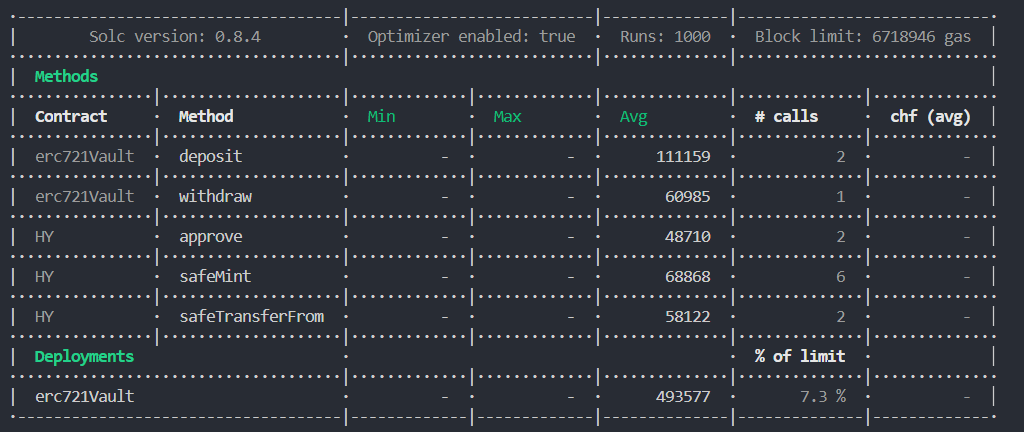 Solc version: 0.8.4 · Optimizer enabled: true · Runs: 1000 · Block limit: 6718946 gas
Methods
Contract · Method · Min · Max · Avg · # calls · chf (avg)
erc721Vault · deposit · - · - · 111159 · 2 · -
erc721Vault · withdraw · - · - · 60985 · 1 · -
HY · approve · - · - · 48710 · 2 · -
HY · safeMint · - · - · 68868 · 6 · -
HY · safeTransferFrom · - · - · 58122 · 2 · -
Deployments · · % of limit ·
erc721Vault · - · - · 493577 · 7.3 % · -